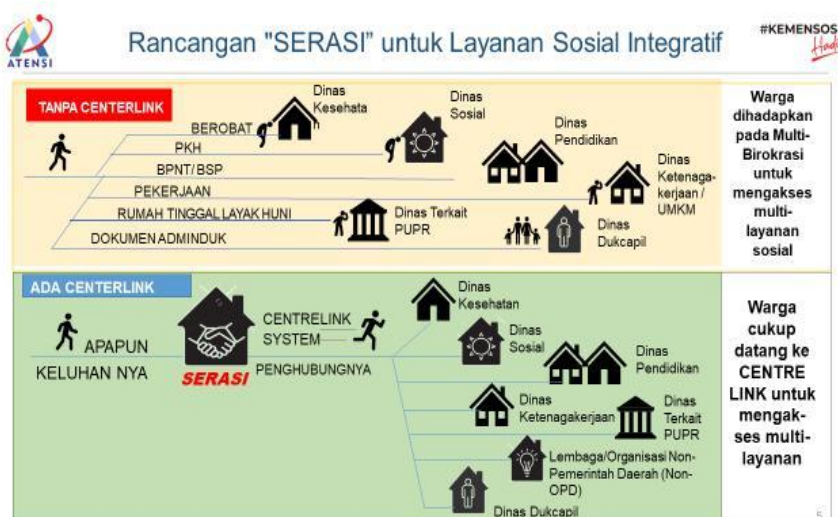 ATENSI
Rancangan "SERASI" untuk Layanan Sosial Integratif
#KEMENSOS
Hadi
TANPA CENTERLINK
BEROBAT
PKH
BPNT/ BSP
PEKERJAAN
RUMAH TINGGAL LAYAK HUNI
DOKUMEN ADMINDUK
Dinas
Kesehata
h
Dinas
Sosial
Dinas
Pendidikan
Dinas
Ketenaga-
kerjaan /
UMKM
Dinas Terkait
PUPR
Dinas
Dukcapil
Warga
dihadapkan
pada Multi-
Birokrasi
untuk
mengakses
multi-
layanan
sosial
ADA CENTERLINK
APAPUN
KELUHAN NYA
SERASI
CENTRELINK
SYSTEM
PENGHUBUNGNYA
Dinas
Kesehatan
Dinas
Sosial
Dinas
Pendidikan
Dinas
Ketenagakerjaan
Dinas
Terkait
PUPR
Lembaga/Organisasi Non-
Pemerintah Daerah (Non-
OPD)
Dinas Dukcapil
Warga
cukup
datang ke
CENTRE
LINK untuk
mengak-
ses multi-
layanan
5